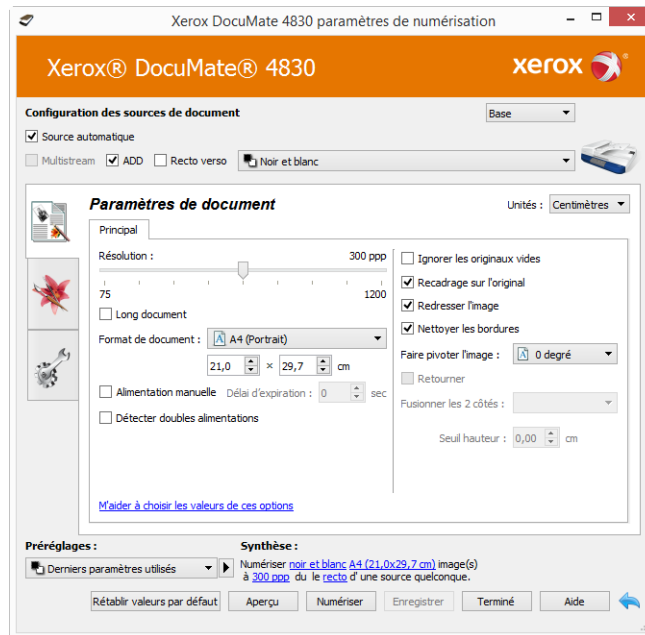 Xerox DocuMate 4830 paramètres de numérisation
Xerox® DocuMate® 4830
xerox
Configuration des sources de document
Base
Source automatique
Multistream ADD Recto verso Noir et blanc
Paramètres de document
Unités : Centimètres
Principal
Résolution : 300 ppp
75 1200
Long document
Format de document : A4 (Portrait)
21,0 × 29,7 cm
Alimentation manuelle Délai d'expiration : 0 sec
Détecter doubles alimentations
M'aider à choisir les valeurs de ces options
Ignorer les originaux vides
Recadrage sur l'original
Redresser l'image
Nettoyer les bordures
Faire pivoter l'image : 0 degré
Retourner
Fusionner les 2 côtés :
Seuil hauteur : 0,00 cm
Préréglages :
Derniers paramètres utilisés
Synthèse :
Numériser noir et blanc A4 (21,0x29,7 cm) image(s)
à 300 ppp du le recto d' une source quelconque.
Rétablir valeurs par défaut Aperçu Numériser Enregistrer Terminé Aide